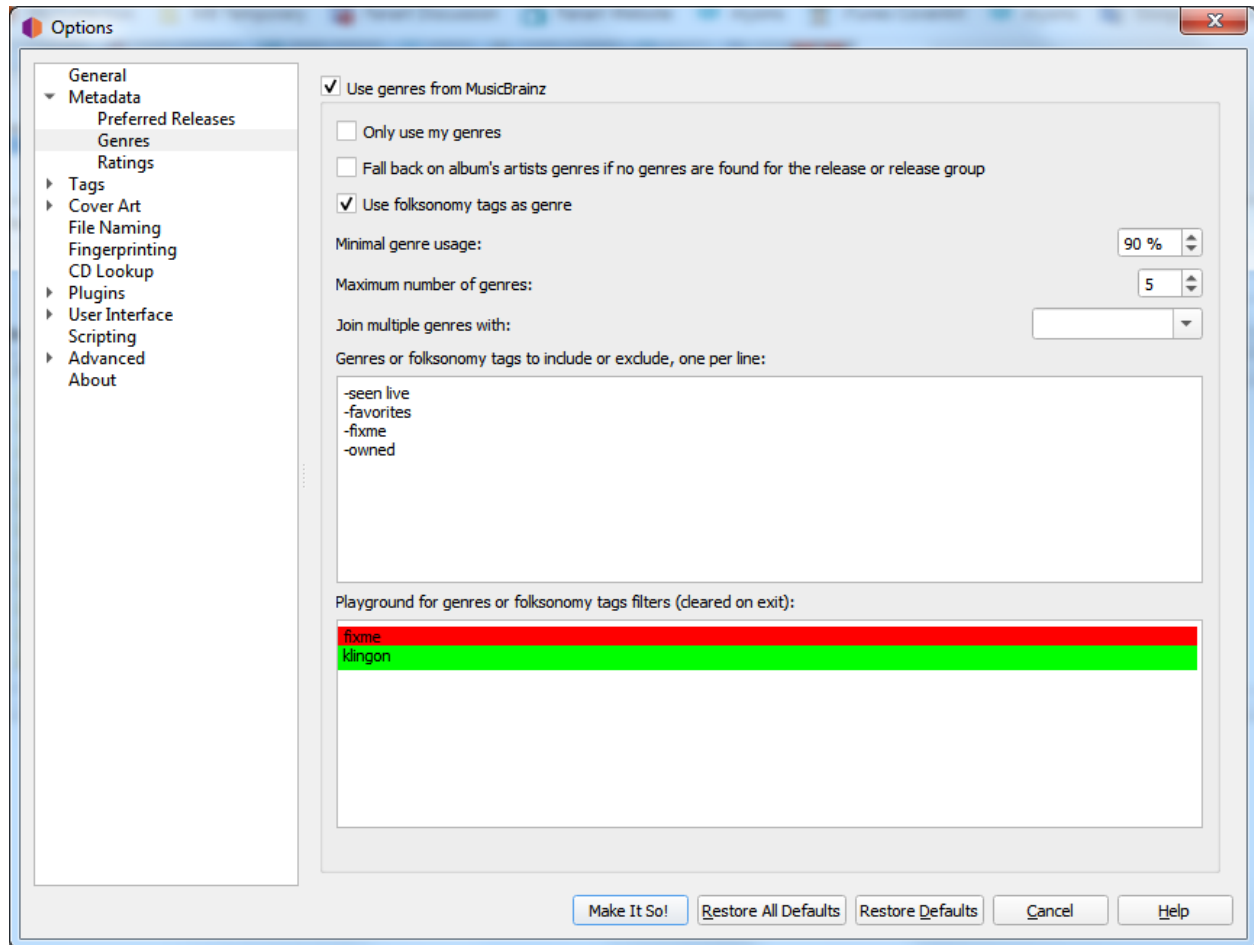 Options
General
Metadata
Preferred Releases
Genres
Ratings
Tags
Cover Art
File Naming
Fingerprinting
CD Lookup
Plugins
User Interface
Scripting
Advanced
About
Use genres from MusicBrainz
Only use my genres
Fall back on album's artists genres if no genres are found for the release or release group
Use folksonomy tags as genre
Minimal genre usage: 90 %
Maximum number of genres: 5
Join multiple genres with:
Genres or folksonomy tags to include or exclude, one per line:
-seen live
-favorites
-fixme
-owned
Playground for genres or folksonomy tags filters (cleared on exit):
fixme
klingon
Make It So! Restore All Defaults Restore Defaults Cancel Help